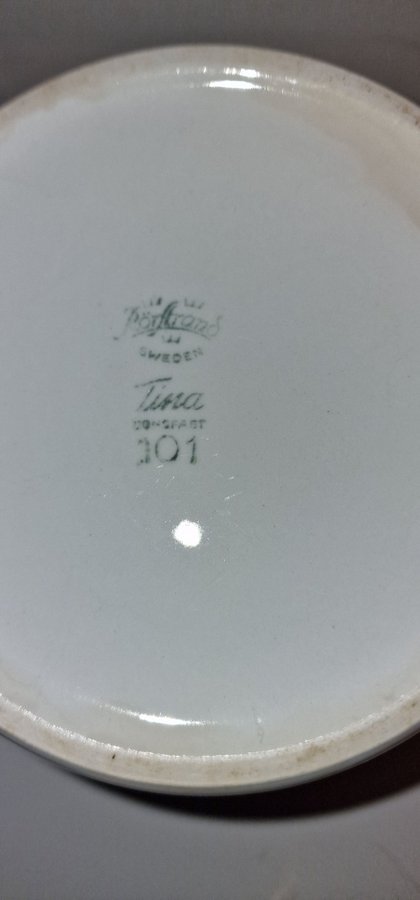 Rörstrand
SWEDEN
Tina
UGNSFAST
101